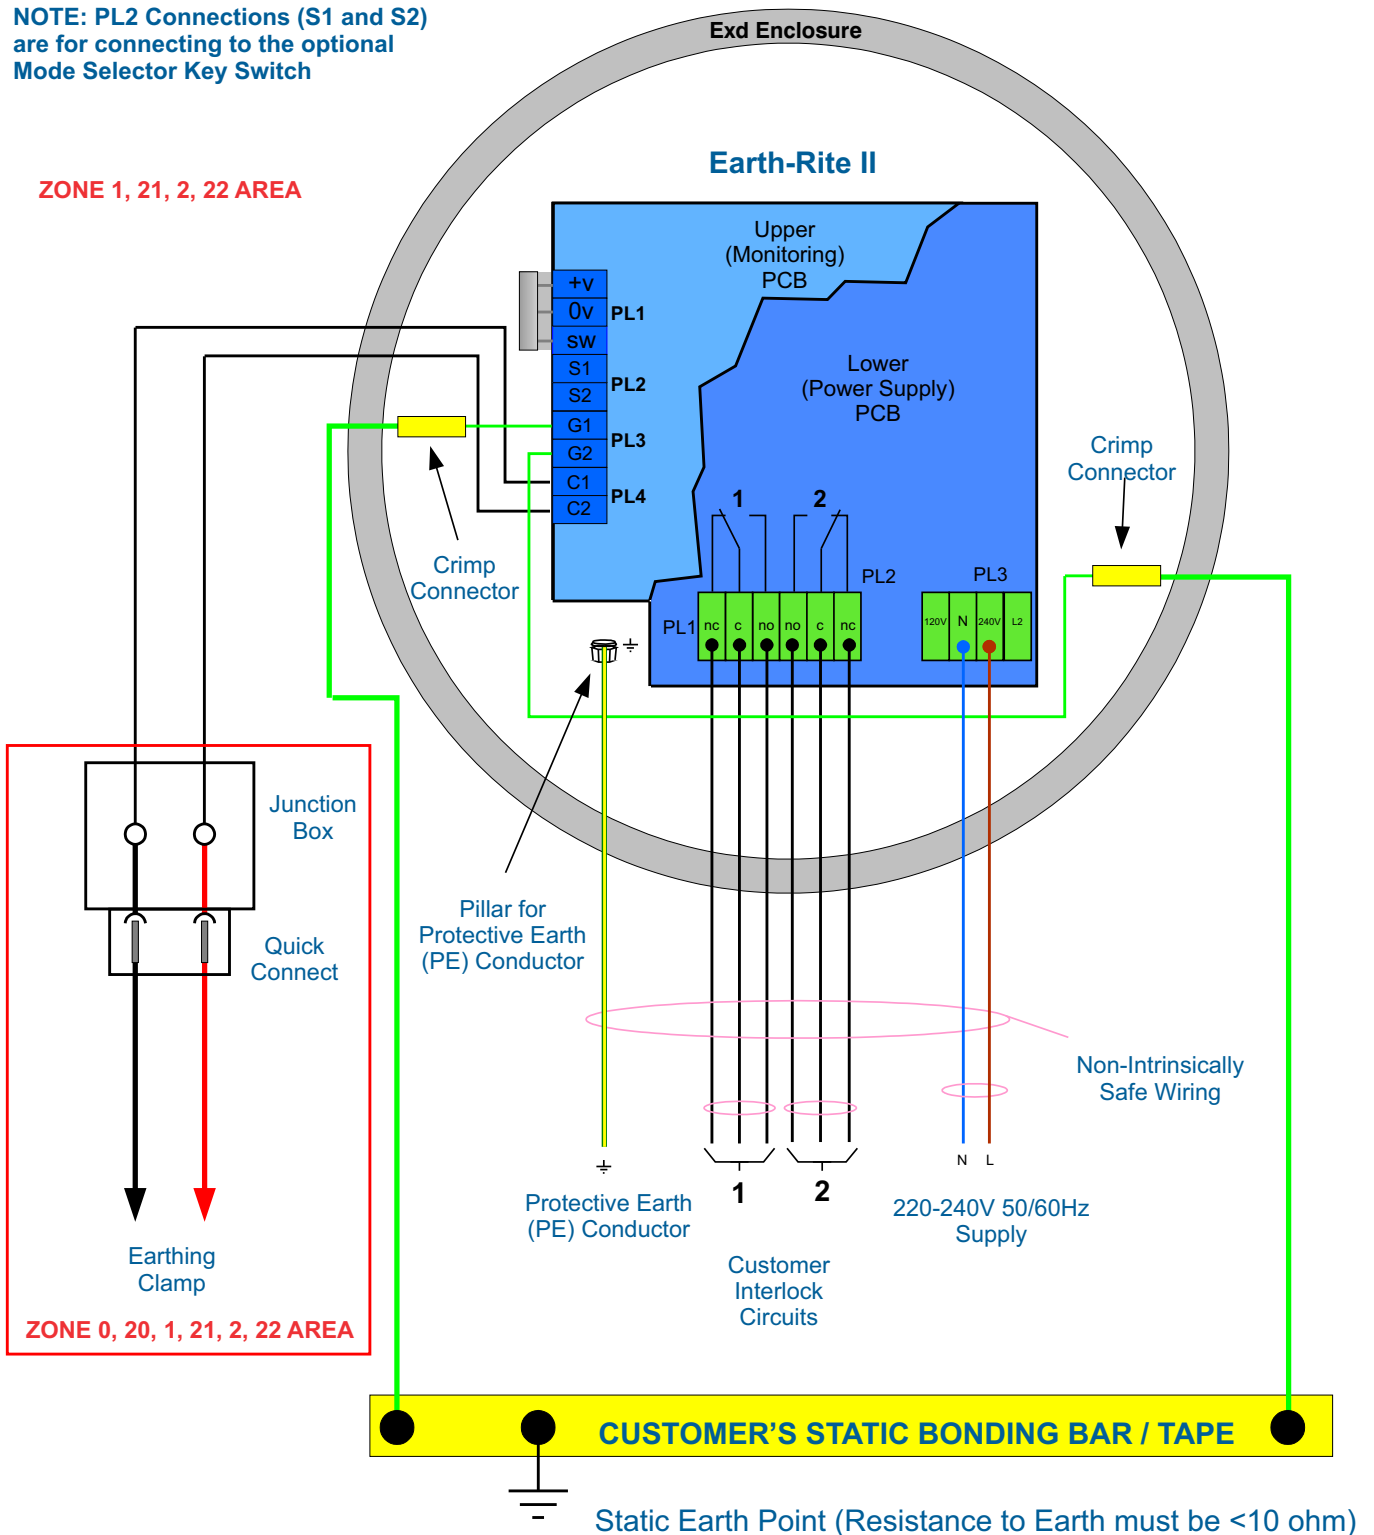 NOTE: PL2 Connections (S1 and S2)
are for connecting to the optional
Mode Selector Key Switch
Exd Enclosure
ZONE 1, 21, 2, 22 AREA
Earth-Rite II
Upper
(Monitoring)
PCB
+v
0v
sw
PL1
S1
S2
PL2
G1
G2
PL3
C1
C2
PL4
Lower
(Power Supply)
PCB
Crimp
Connector
Crimp
Connector
1
2
PL2
PL3
PL1
nc
c
no
no
c
nc
120V
N
240V
L2
Junction
Box
Quick
Connect
Pillar for
Protective Earth
(PE) Conductor
Non-Intrinsically
Safe Wiring
N
L
1
2
Protective Earth
(PE) Conductor
220-240V 50/60Hz
Supply
Customer
Interlock
Circuits
Earthing
Clamp
ZONE 0, 20, 1, 21, 2, 22 AREA
CUSTOMER’S STATIC BONDING BAR / TAPE
Static Earth Point (Resistance to Earth must be <10 ohm)